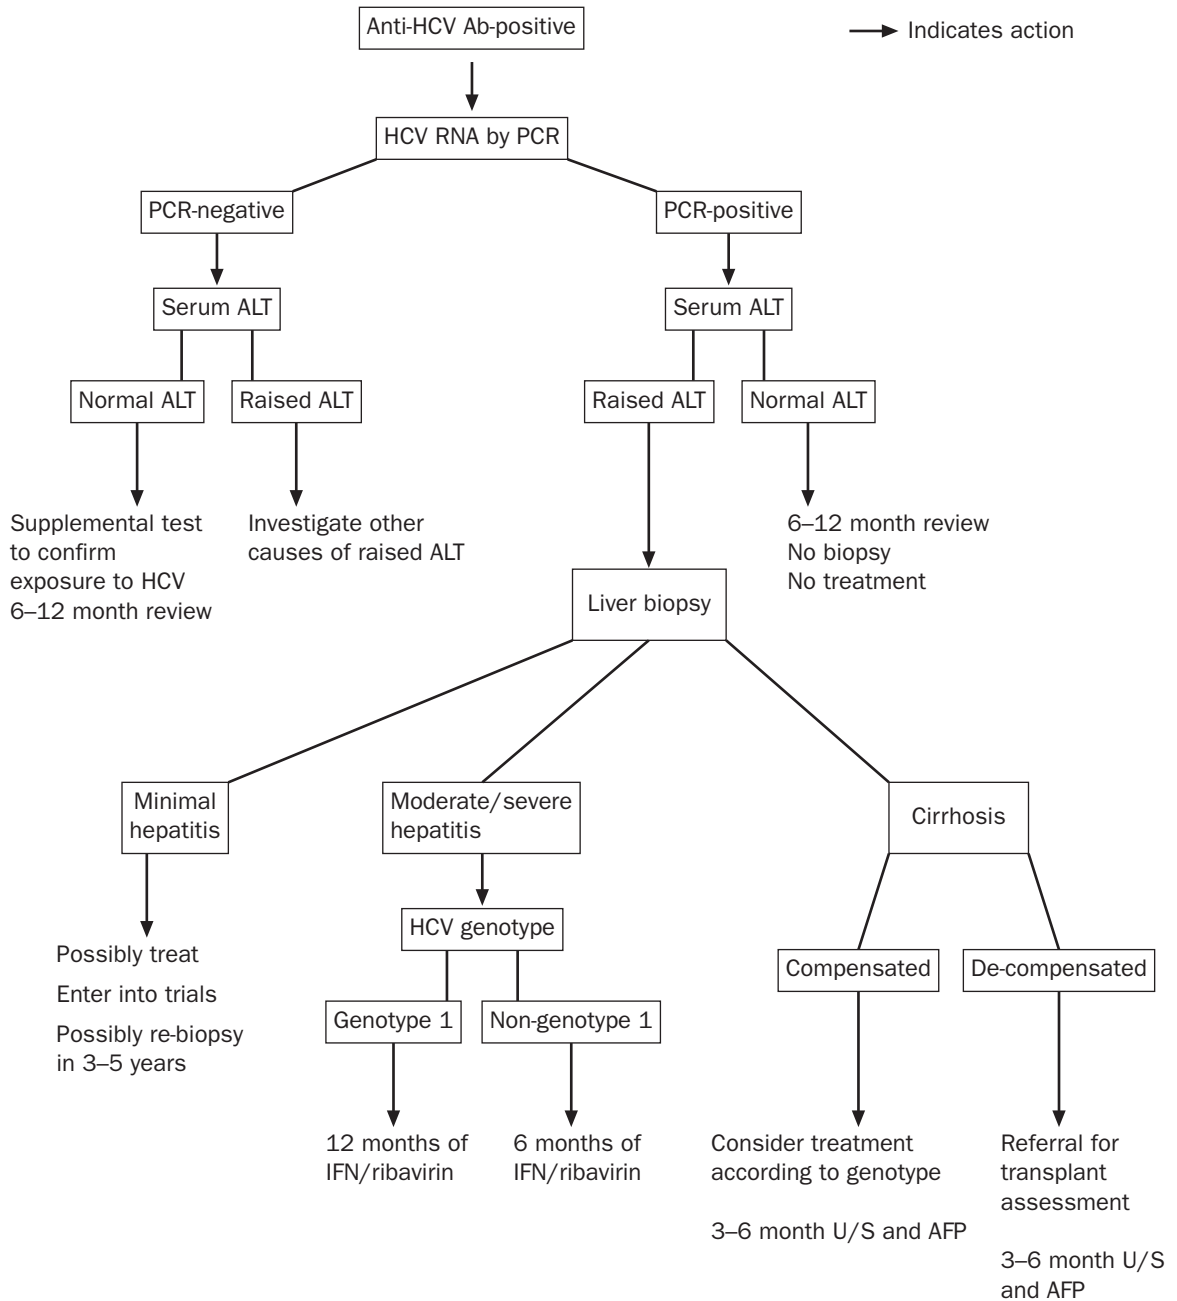 Anti-HCV Ab-positive
Indicates action
HCV RNA by PCR
PCR-negative
PCR-positive
Serum ALT
Serum ALT
Normal ALT
Raised ALT
Raised ALT
Normal ALT
Supplemental test
to confirm
exposure to HCV
6–12 month review
Investigate other
causes of raised ALT
6–12 month review
No biopsy
No treatment
Liver biopsy
Minimal
hepatitis
Moderate/severe
hepatitis
Cirrhosis
HCV genotype
Possibly treat
Enter into trials
Possibly re-biopsy
in 3–5 years
Compensated
De-compensated
Genotype 1
Non-genotype 1
12 months of
IFN/ribavirin
6 months of
IFN/ribavirin
Consider treatment
according to genotype
3–6 month U/S and AFP
Referral for
transplant
assessment
3–6 month U/S
and AFP